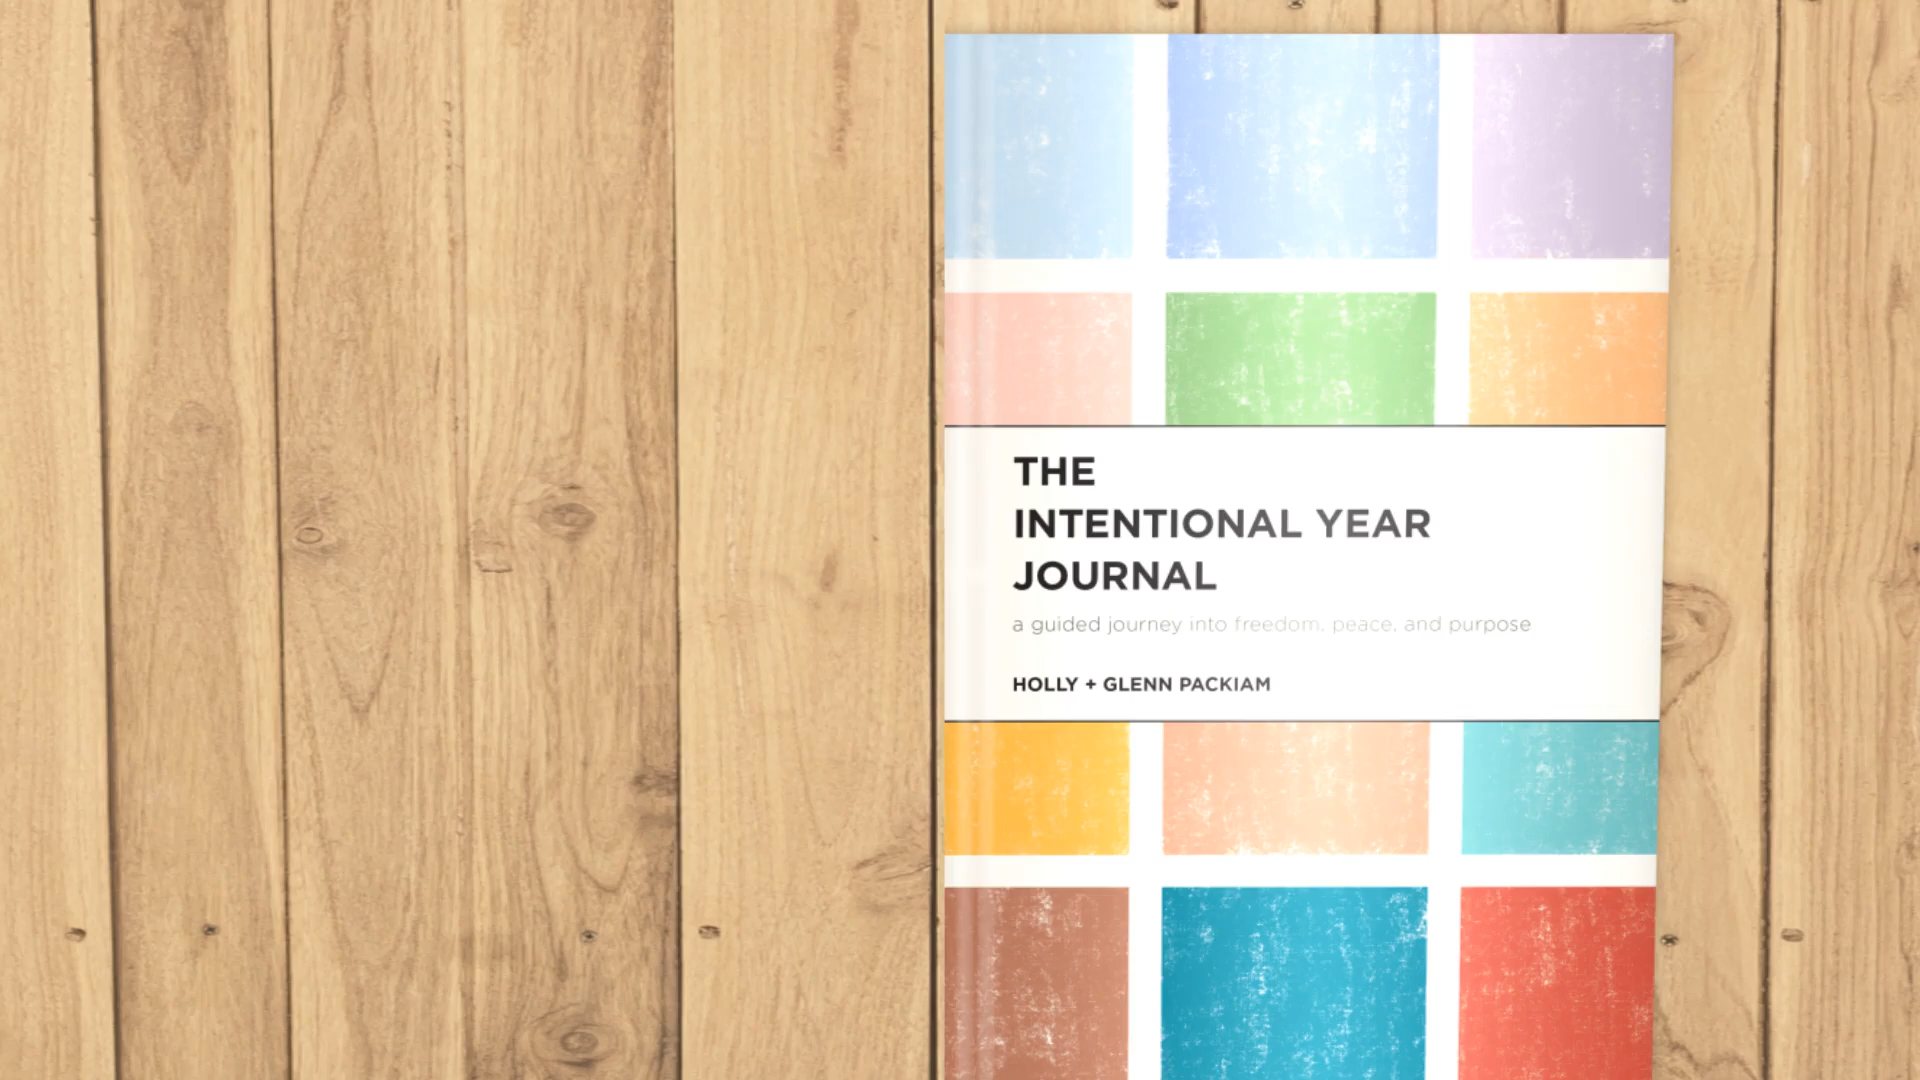 THE
INTENTIONAL YEAR
JOURNAL
a guided journey into freedom, peace, and purpose
HOLLY + GLENN PACKIAM